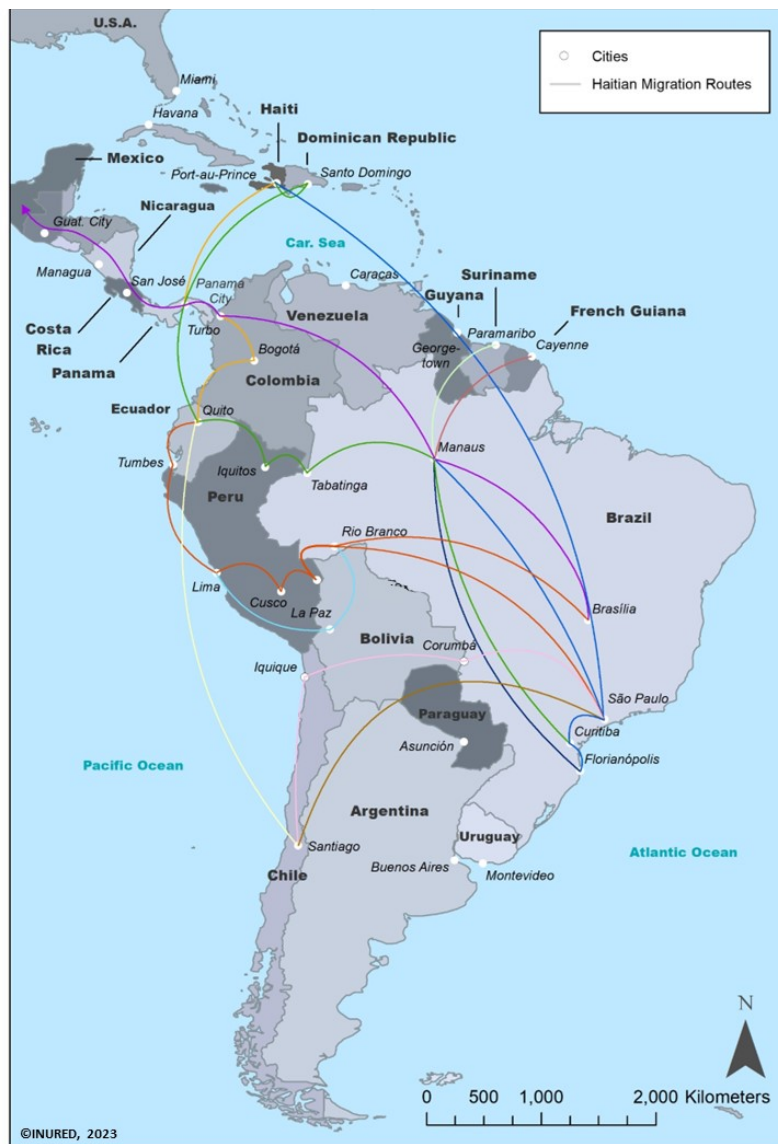 U.S.A.
Cities
Haitian Migration Routes
Miami
Havana
Haiti
Dominican Republic
Mexico
Port-au-Prince
Santo Domingo
Nicaragua
Guat. City
Car. Sea
Managua
San José
Panama
City
Caracas
Suriname
Guyana
Venezuela
French Guiana
Paramaribo
Costa
Rica
Turbo
George-
town
Cayenne
Panama
Bogotá
Colombia
Ecuador
Quito
Manaus
Tumbes
Iquitos
Tabatinga
Peru
Brazil
Rio Branco
Lima
Cusco
La Paz
Brasília
Bolivia
Corumbá
Iquique
São Paulo
Paraguay
Curitiba
Asunción
Florianópolis
Pacific Ocean
Argentina
Uruguay
Santiago
Atlantic Ocean
Buenos Aires
Montevideo
Chile
N
0 500 1,000 2,000 Kilometers
©INURED, 2023